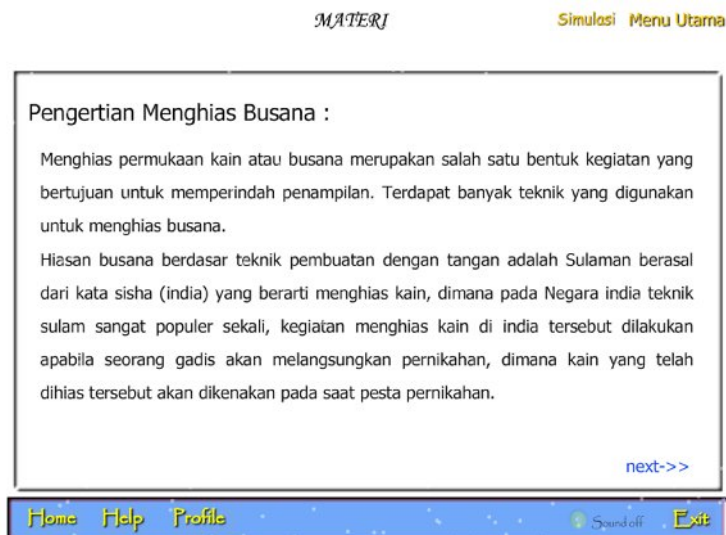 MATERI
Simulasi Menu Utama
Pengertian Menghias Busana :
Menghias permukaan kain atau busana merupakan salah satu bentuk kegiatan yang
bertujuan untuk memperindah penampilan. Terdapat banyak teknik yang digunakan
untuk menghias busana.
Hiasan busana berdasar teknik pembuatan dengan tangan adalah Sulaman berasal
dari kata sisha (india) yang berarti menghias kain, dimana pada Negara india teknik
sulam sangat populer sekali, kegiatan menghias kain di india tersebut dilakukan
apabila seorang gadis akan melangsungkan pernikahan, dimana kain yang telah
dihias tersebut akan dikenakan pada saat pesta pernikahan.
next->>
Home Help Profile Sound off Exit